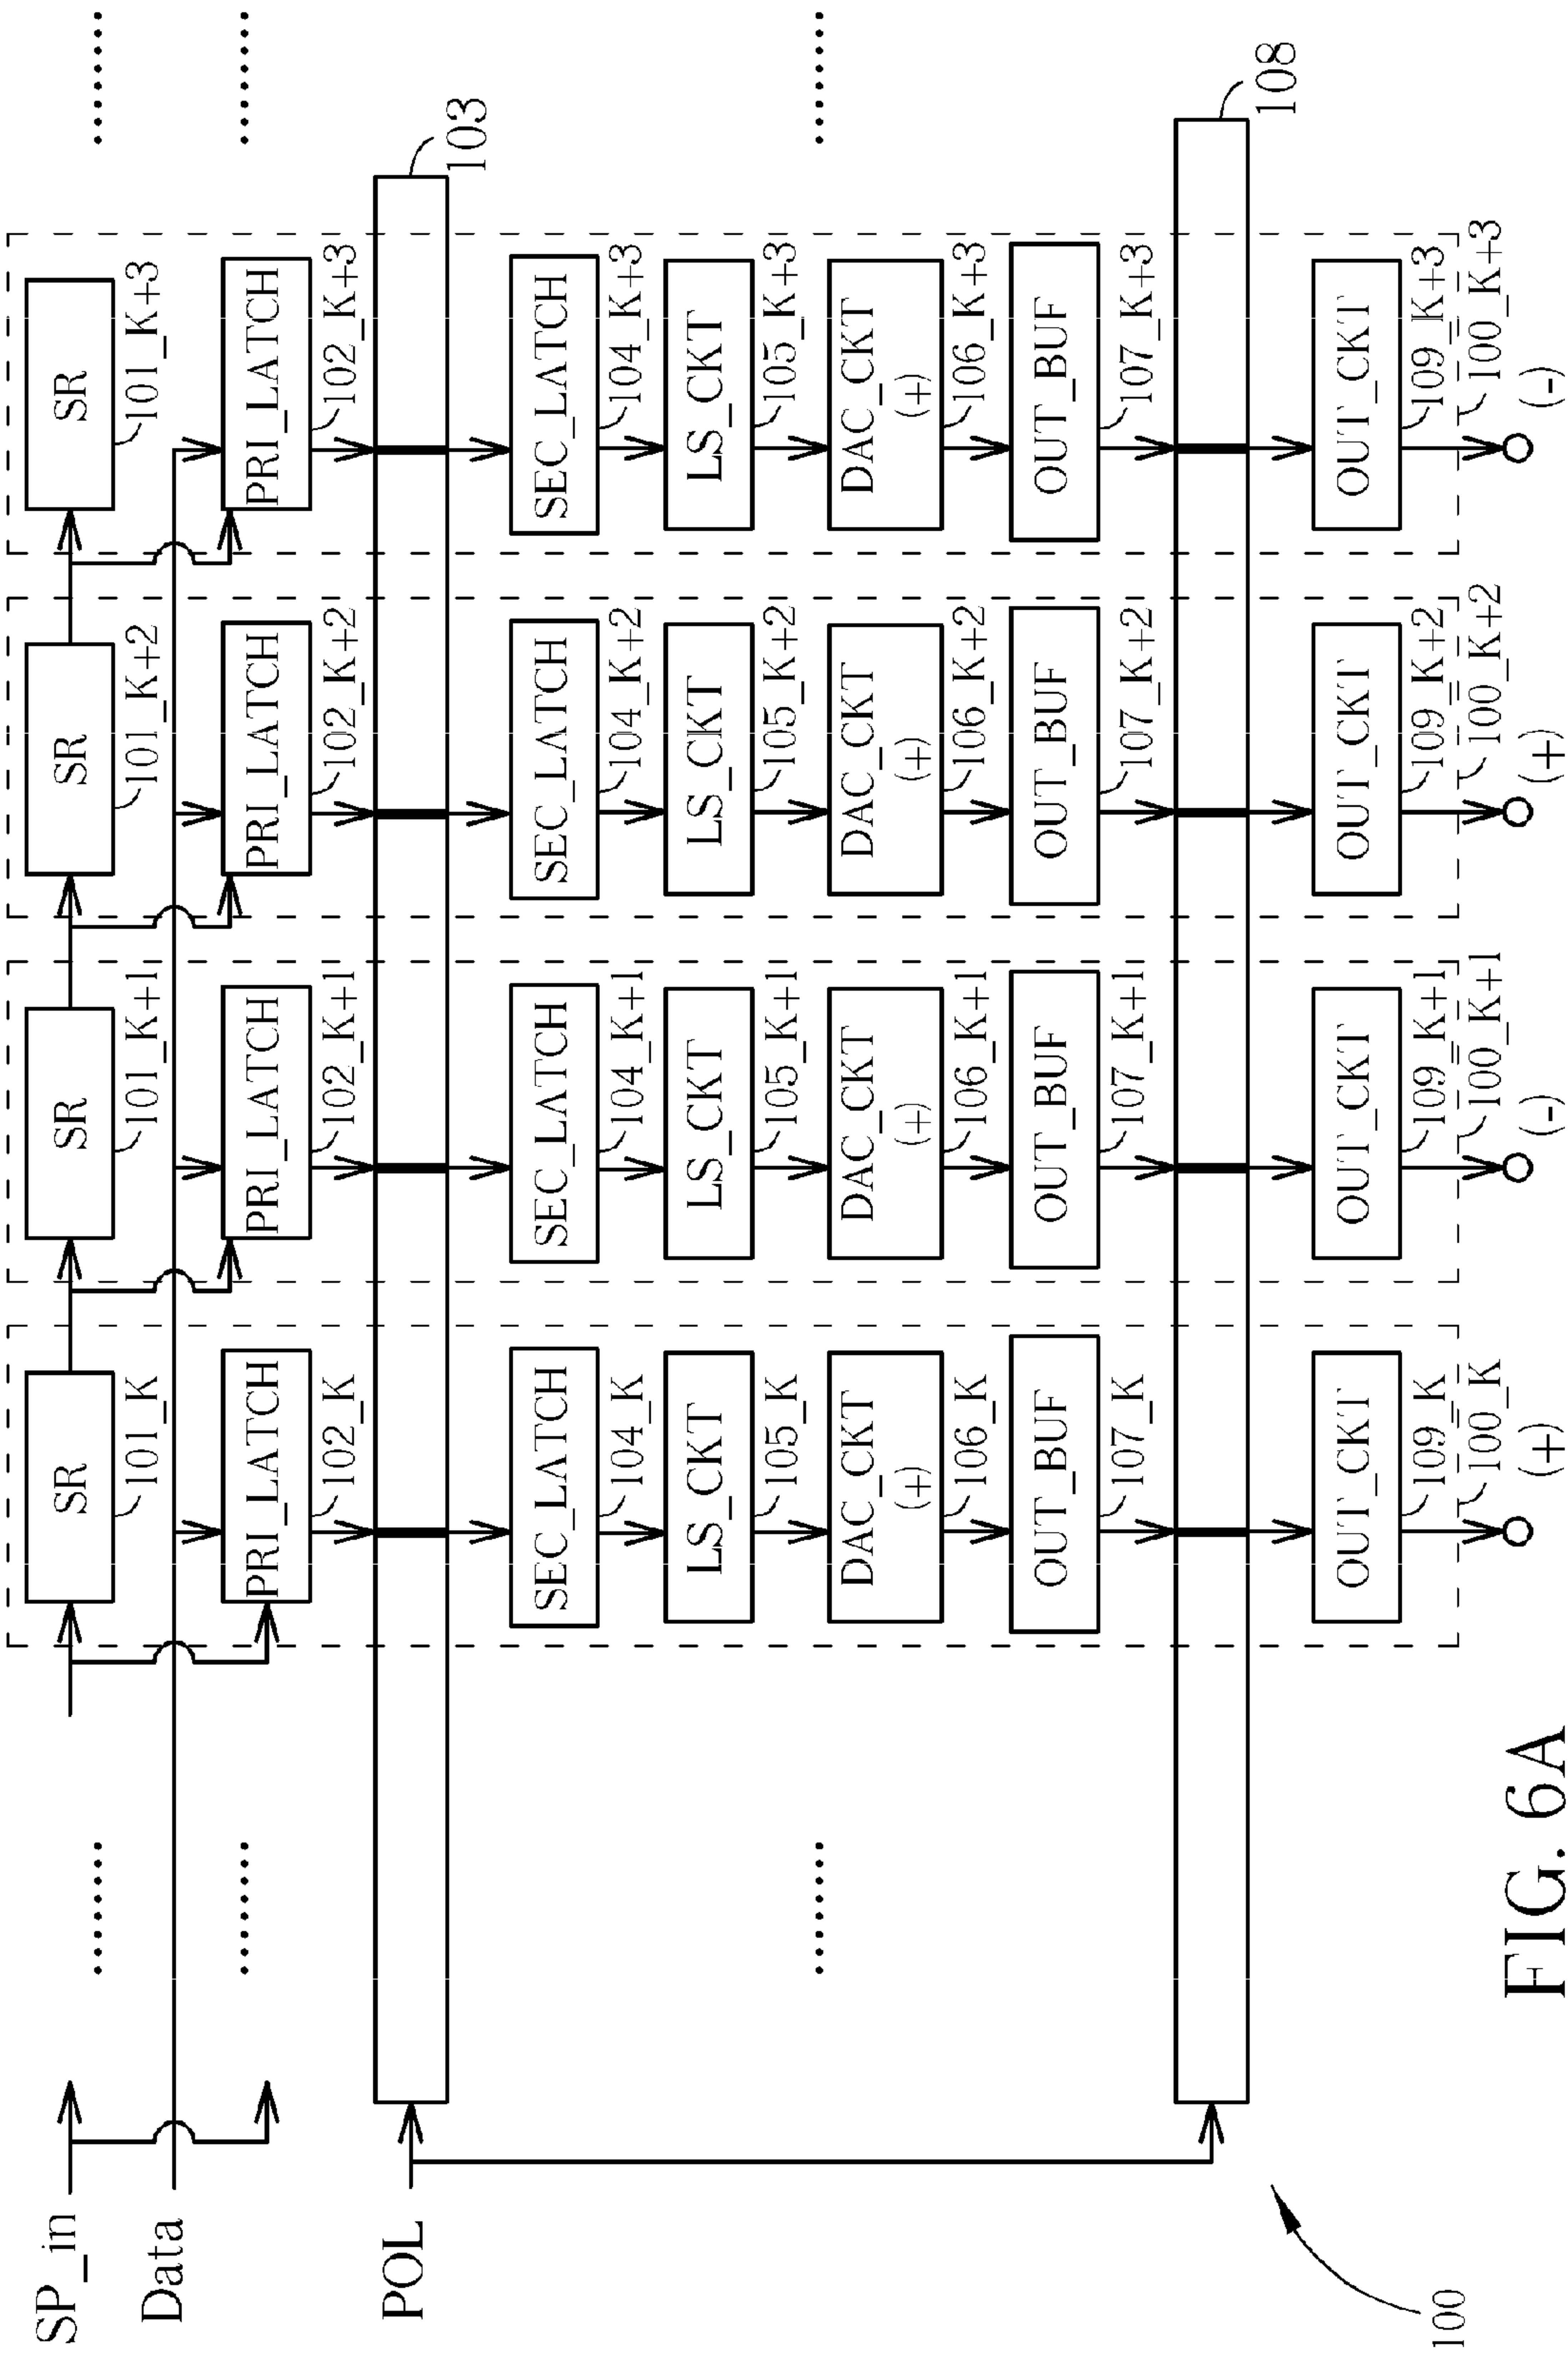 SP_in
Data
POL
100
SR
101_K
SR
101_K+1
SR
101_K+2
SR
101_K+3
PRI_LATCH
102_K
PRI_LATCH
102_K+1
PRI_LATCH
102_K+2
PRI_LATCH
102_K+3
103
SEC_LATCH
104_K
SEC_LATCH
104_K+1
SEC_LATCH
104_K+2
SEC_LATCH
104_K+3
LS_CKT
105_K
LS_CKT
105_K+1
LS_CKT
105_K+2
LS_CKT
105_K+3
DAC_CKT
(+)
106_K
DAC_CKT
(+)
106_K+1
DAC_CKT
(+)
106_K+2
DAC_CKT
(+)
106_K+3
OUT_BUF
107_K
OUT_BUF
107_K+1
OUT_BUF
107_K+2
OUT_BUF
107_K+3
108
OUT_CKT
109_K
OUT_CKT
109_K+1
OUT_CKT
109_K+2
OUT_CKT
109_K+3
100_K
100_K+1
100_K+2
100_K+3
(+)
(-)
(+)
(-)
FIG. 6A